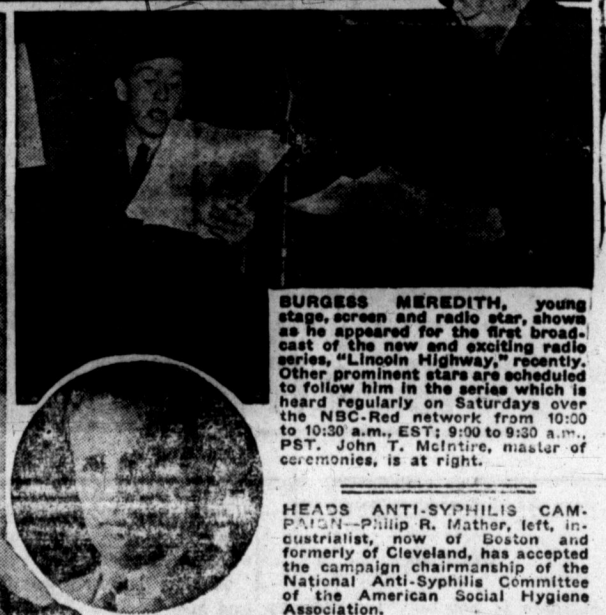 BURGESS MEREDITH, young
stage, screen and radio star, shown
as he appeared for the first broad-
cast of the new and exciting radio
series, "Lincoln Highway," recently.
Other prominent stars are scheduled
to follow him in the series which is
heard regularly on Saturdays over
the NBC-Red network from 10:00
to 10:30 a.m., EST; 9:00 to 9:30 a.m.,
PST. John T. McIntire, master of
ceremonies, is at right.
HEADS ANTI-SYPHILIS CAM-
PAIGN—Philip R. Mather, left, in-
dustrialist, now of Boston and
formerly of Cleveland, has accepted
the campaign chairmanship of the
National Anti-Syphilis Committee
of the American Social Hygiene
Association.